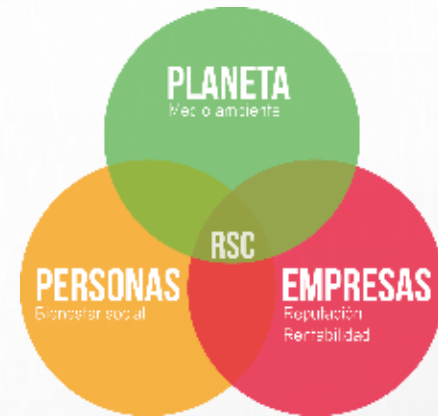 PLANETA
Medio ambiente
RSC
PERSONAS
Bienestar social
EMPRESAS
Reputación
Rentabilidad